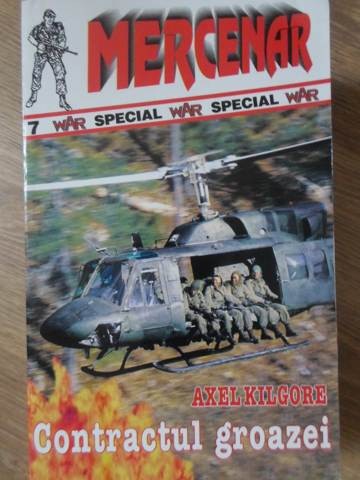 MERCENAR
7 WAR SPECIAL WAR SPECIAL WAR
AXEL KILGORE
Contractul groazei